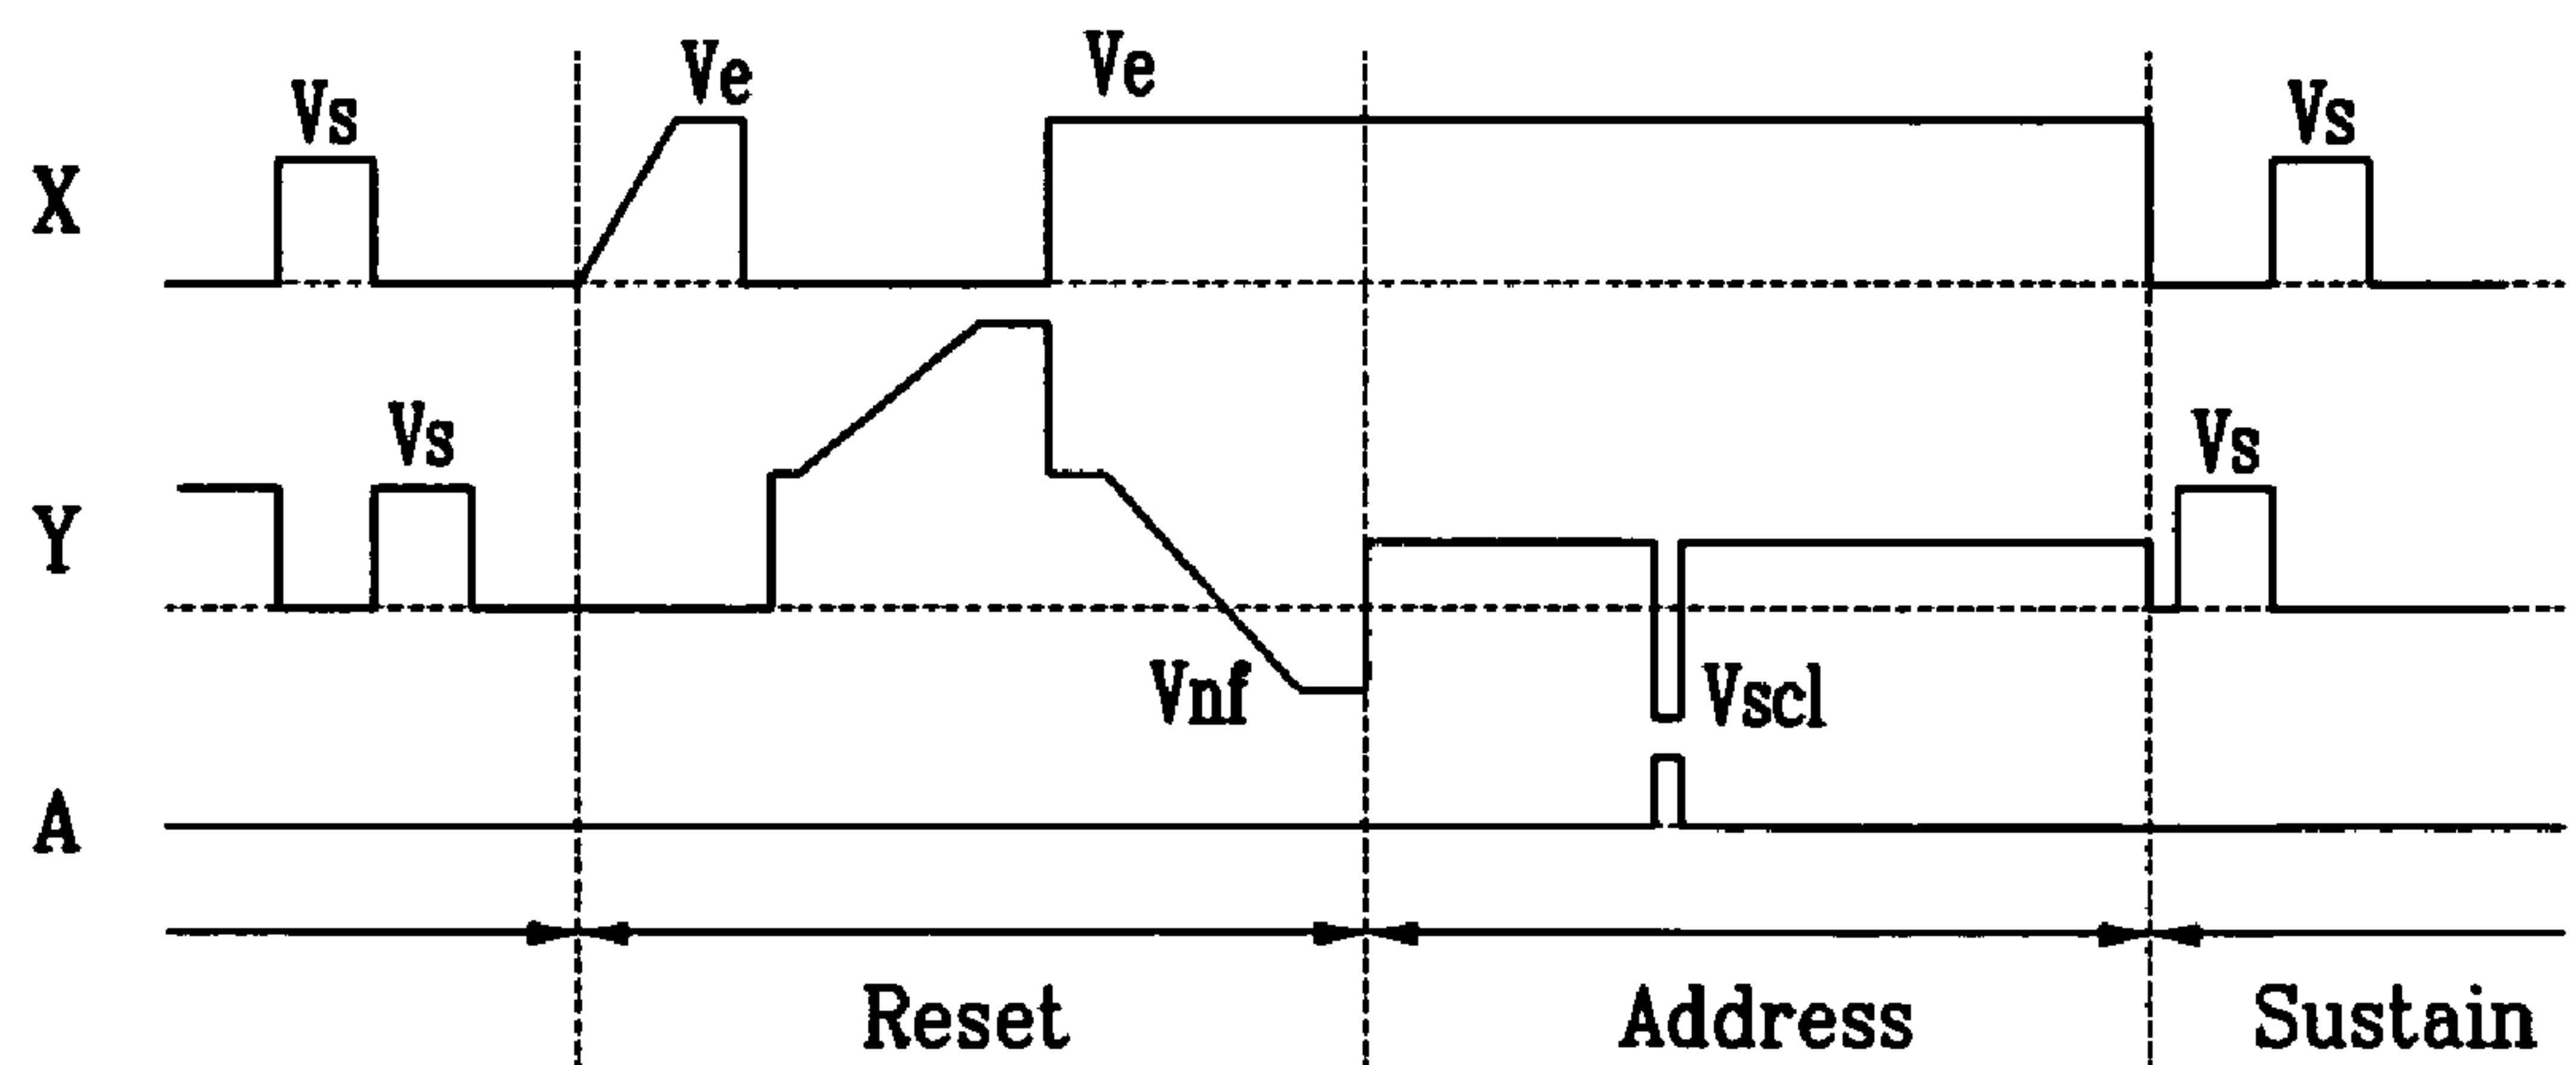 Ve Ve
Vs Vs
X
Vs Vs
Y
Vnf Vscl
A
Reset Address Sustain